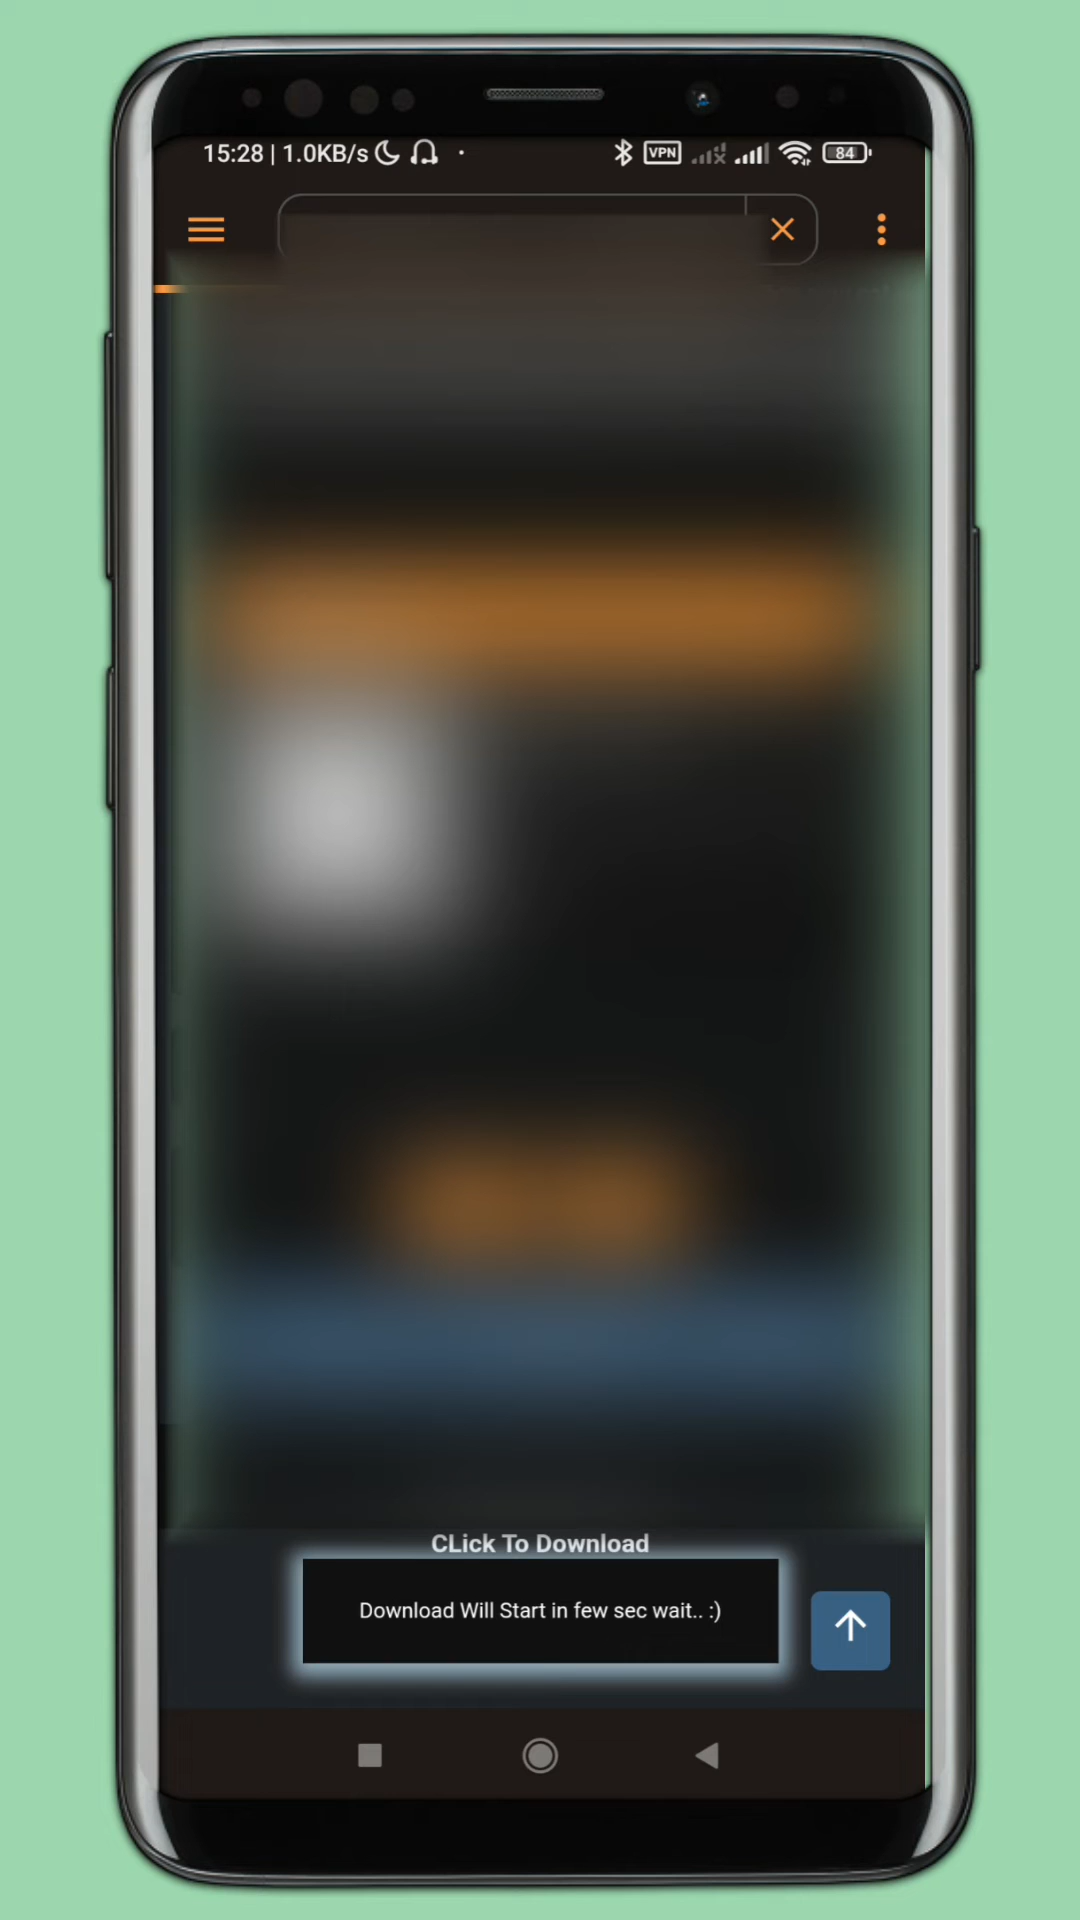 15:28 | 1.0KB/s
VPN
84
CLick To Download
Download Will Start in few sec wait.. :)